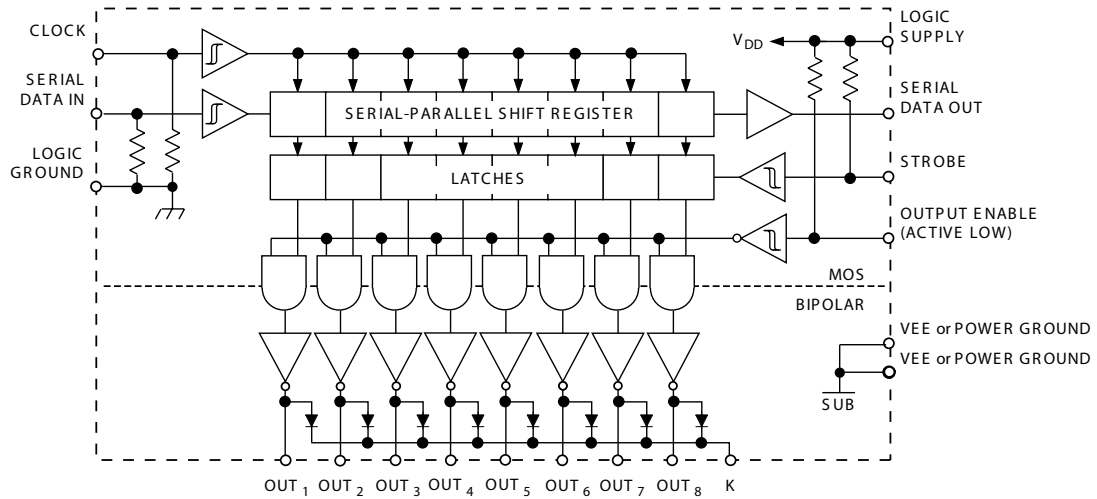 CLOCK
SERIAL
DATA IN
LOGIC
GROUND
VDD
LOGIC
SUPPLY
SERIAL
DATA OUT
STROBE
OUTPUT ENABLE
(ACTIVE LOW)
SERIAL-PARALLEL SHIFT REGISTER
LATCHES
MOS
BIPOLAR
VEE or POWER GROUND
VEE or POWER GROUND
SUB
OUT1 OUT2 OUT3 OUT4 OUT5 OUT6 OUT7 OUT8 K